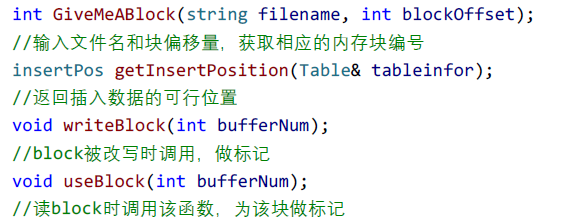 int GiveMeABlock(string filename, int blockOffset);
//输入文件名和块偏移量，获取相应的内存块编号
insertPos getInsertPosition(Table& tableinfor);
//返回插入数据的可行位置
void writeBlock(int bufferNum);
//block被改写时调用，做标记
void useBlock(int bufferNum);
//读block时调用该函数，为该块做标记